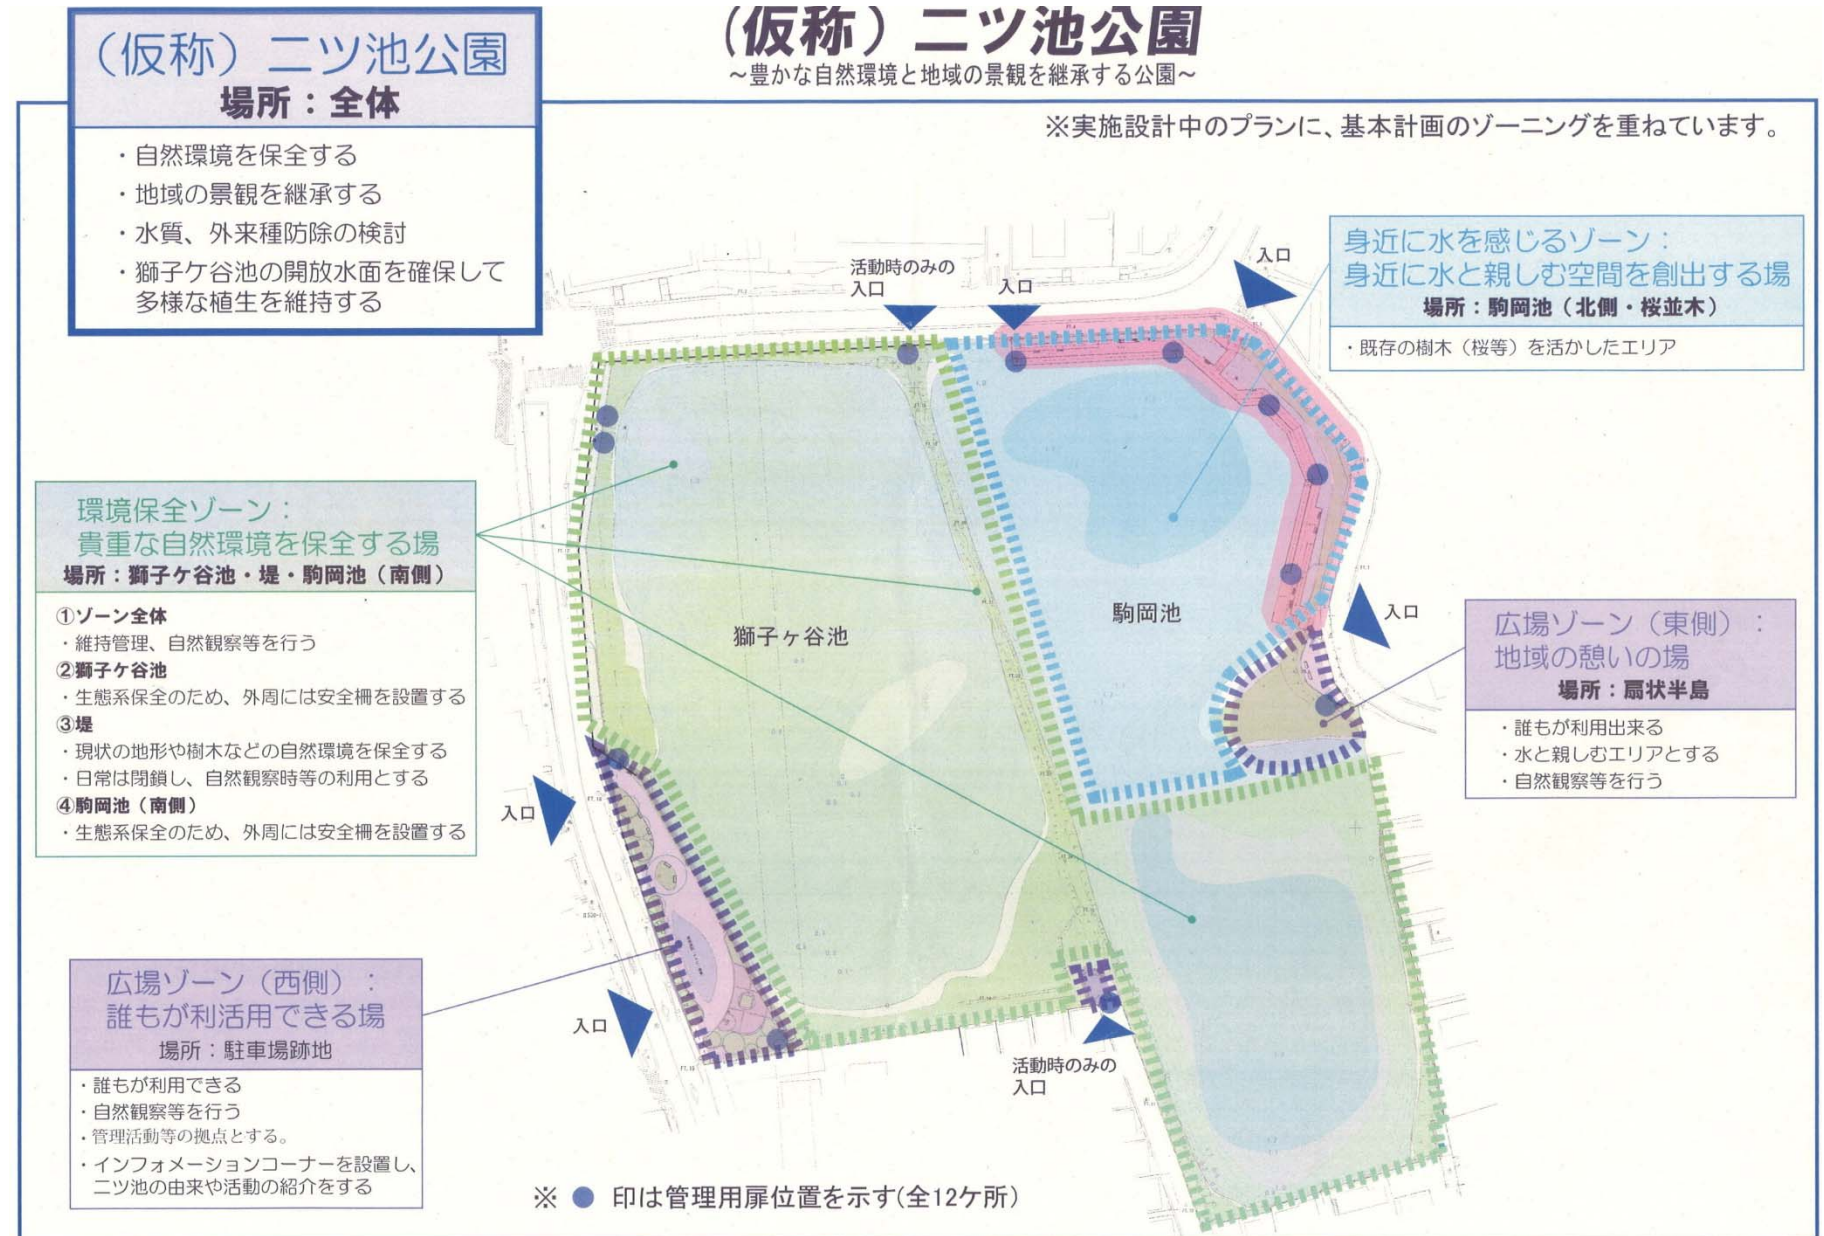 (仮称）二ツ池公園
～豊かな自然環境と地域の景観を継承する公園～
（仮称）二ツ池公園
場所：全体
・自然環境を保全する
・地域の景観を継承する
・水質、外来種防除の検討
・獅子ケ谷池の開放水面を確保して
多様な植生を維持する
※実施設計中のプランに、基本計画のゾーニングを重ねています。
身近に水を感じるゾーン：
身近に水と親しむ空間を創出する場
場所：駒岡池（北側・桜並木）
・既存の樹木（桜等）を活かしたエリア
活動時のみの
入口
入口
入口
環境保全ゾーン：
貴重な自然環境を保全する場
場所：獅子ケ谷池・堤・駒岡池（南側）
①ゾーン全体
・維持管理、自然観察等を行う
②獅子ケ谷池
・生態系保全のため、外周には安全柵を設置する
③堤
・現状の地形や樹木などの自然環境を保全する
・日常は閉鎖し、自然観察時等の利用とする
④駒岡池（南側）
・生態系保全のため、外周には安全柵を設置する
獅子ヶ谷池
駒岡池
入口
広場ゾーン（東側）：
地域の憩いの場
場所：扇状半島
・誰もが利用出来る
・水と親しむエリアとする
・自然観察等を行う
入口
広場ゾーン（西側）：
誰もが利活用できる場
場所：駐車場跡地
・誰もが利用できる
・自然観察等を行う
・管理活動等の拠点とする。
・インフォメーションコーナーを設置し、
二ツ池の由来や活動の紹介をする
入口
活動時のみの
入口
※ ● 印は管理用扉位置を示す(全12ケ所)